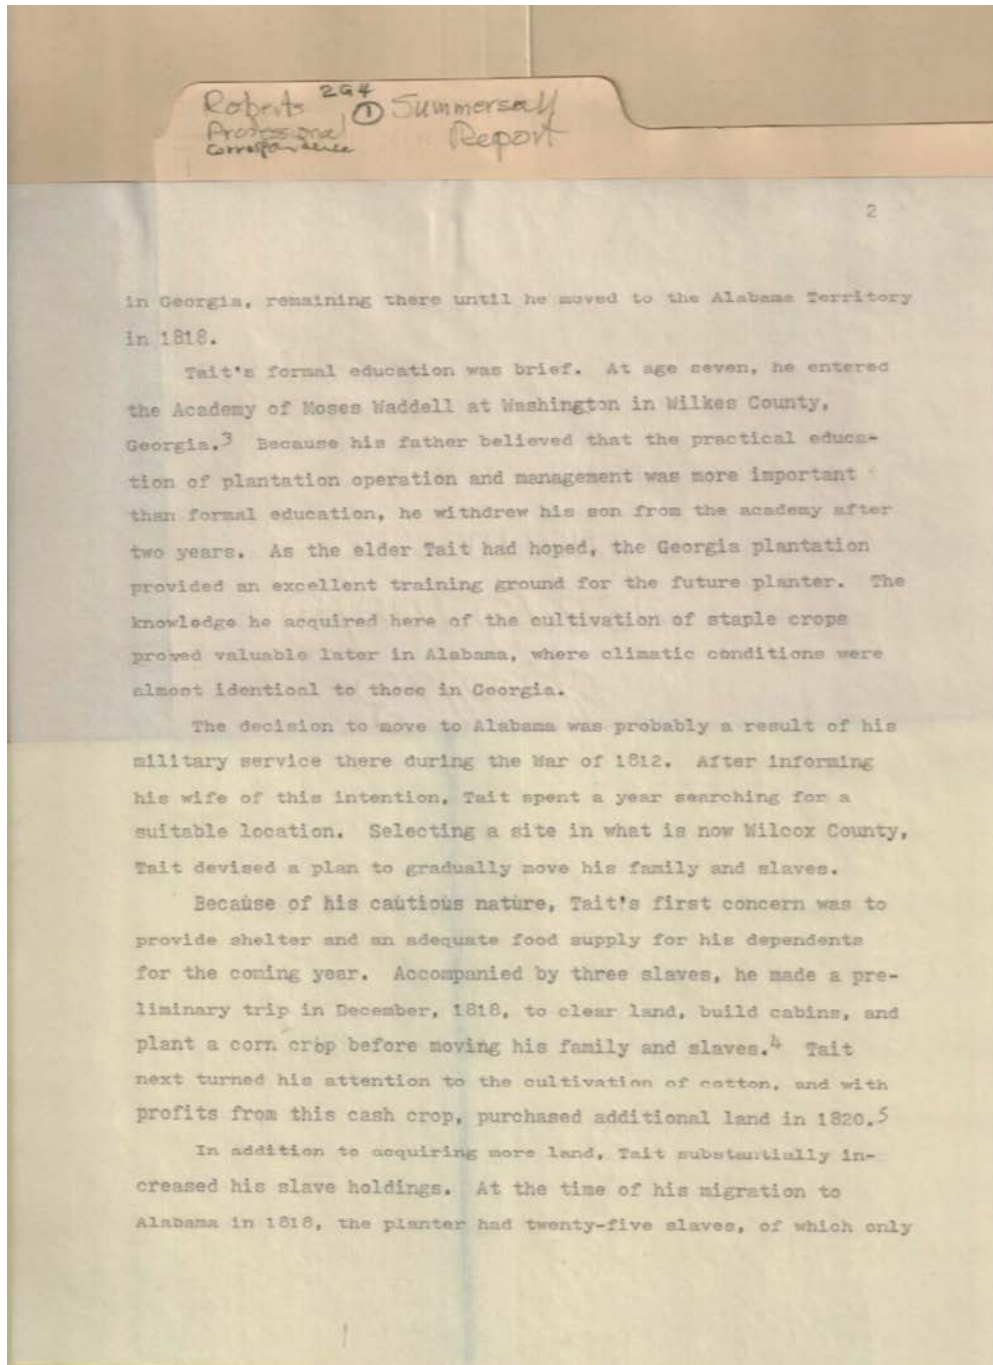 Roberts 2G4 ① Summersell
Professional Report
Correspondence
2
in Georgia, remaining there until he moved to the Alabama Territory
in 1818.
Tait's formal education was brief. At age seven, he entered
the Academy of Moses Waddell at Washington in Wilkes County,
Georgia.3 Because his father believed that the practical educa-
tion of plantation operation and management was more important
than formal education, he withdrew his son from the academy after
two years. As the elder Tait had hoped, the Georgia plantation
provided an excellent training ground for the future planter. The
knowledge he acquired here of the cultivation of staple crops
proved valuable later in Alabama, where climatic conditions were
almost identical to those in Georgia.
The decision to move to Alabama was probably a result of his
military service there during the War of 1812. After informing
his wife of this intention, Tait spent a year searching for a
suitable location. Selecting a site in what is now Wilcox County,
Tait devised a plan to gradually move his family and slaves.
Because of his cautious nature, Tait's first concern was to
provide shelter and an adequate food supply for his dependents
for the coming year. Accompanied by three slaves, he made a pre-
liminary trip in December, 1818, to clear land, build cabins, and
plant a corn crop before moving his family and slaves.4 Tait
next turned his attention to the cultivation of cotton, and with
profits from this cash crop, purchased additional land in 1820.5
In addition to acquiring more land, Tait substantially in-
creased his slave holdings. At the time of his migration to
Alabama in 1818, the planter had twenty-five slaves, of which only